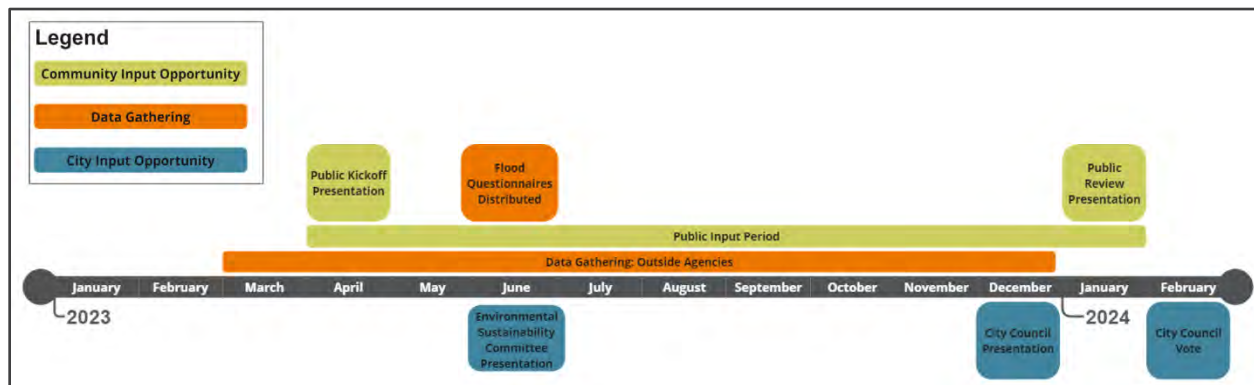 Legend
Community Input Opportunity
Data Gathering
City Input Opportunity
Public Kickoff
Presentation
Flood
Questionnaires
Distributed
Public
Review
Presentation
Public Input Period
Data Gathering: Outside Agencies
January February March April May June July August September October November December January February
2023
2024
Environmental
Sustainability
Committee
Presentation
City Council
Presentation
City Council
Vote